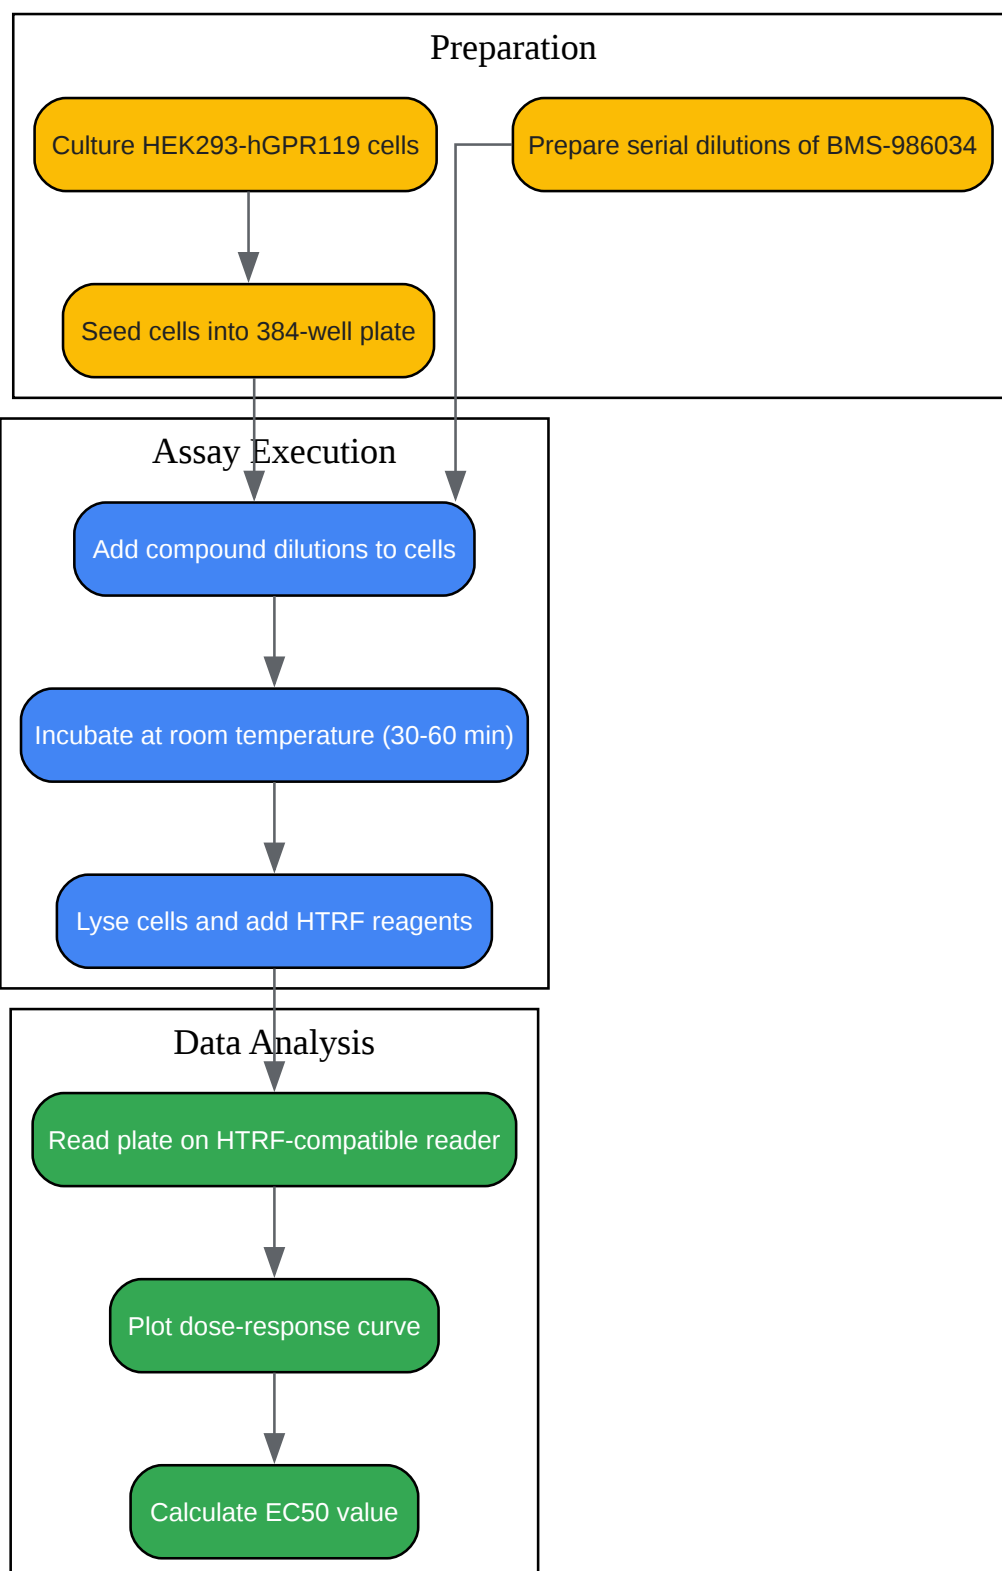 Preparation
Culture HEK293-hGPR119 cells
Prepare serial dilutions of BMS-986034
Seed cells into 384-well plate
Assay Execution
Add compound dilutions to cells
Incubate at room temperature (30-60 min)
Lyse cells and add HTRF reagents
Data Analysis
Read plate on HTRF-compatible reader
Plot dose-response curve
Calculate EC50 value